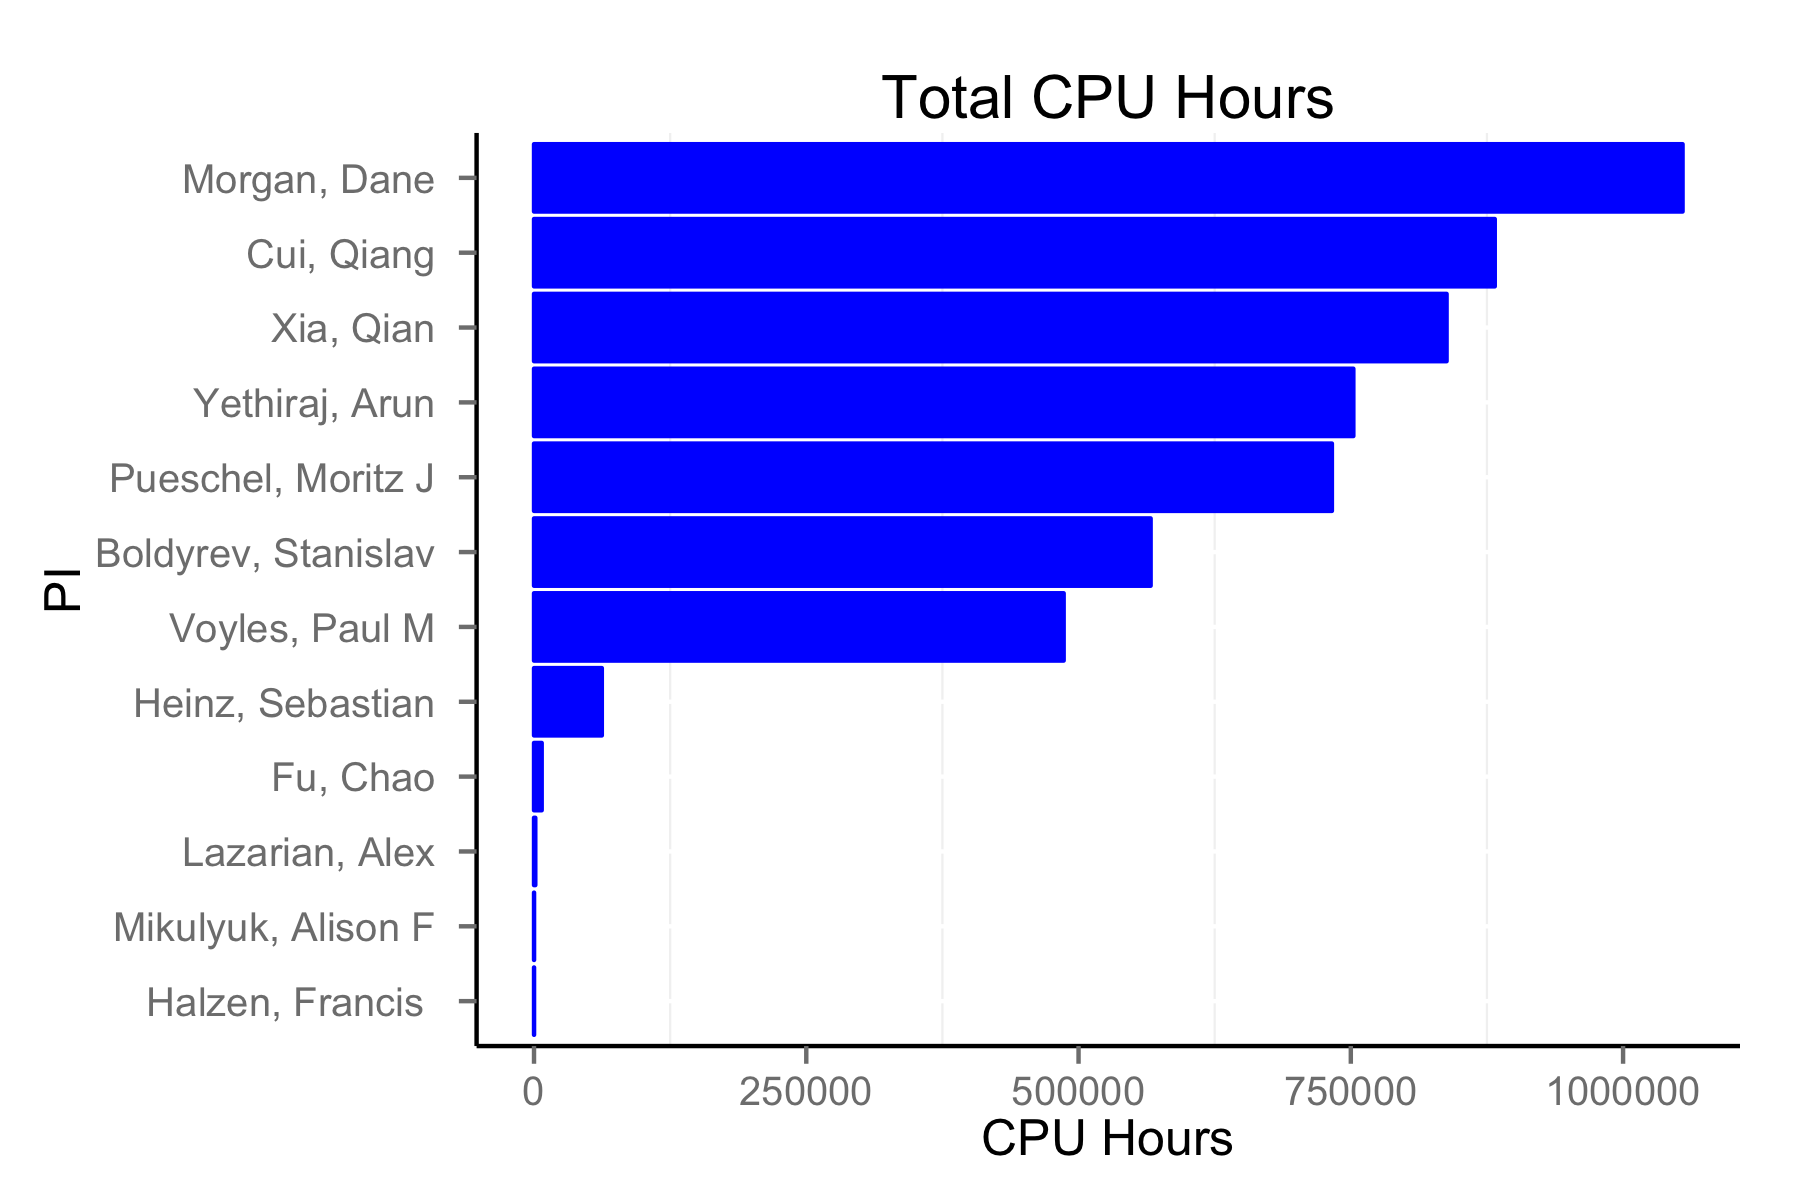 Total CPU Hours
Morgan, Dane
Cui, Qiang
Xia, Qian
Yethiraj, Arun
Pueschel, Moritz J
Boldyrev, Stanislav
Voyles, Paul M
Heinz, Sebastian
Fu, Chao
Lazarian, Alex
Mikulyuk, Alison F
Halzen, Francis
PI
0 250000 500000 750000 1000000
CPU Hours